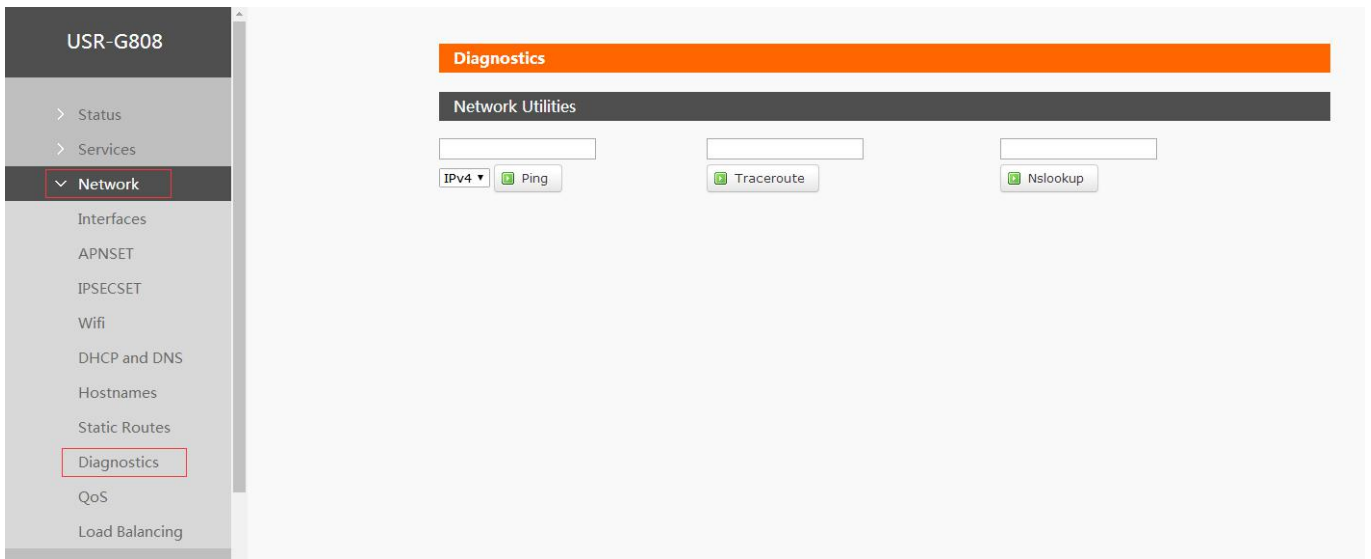 USR-G808
Status
Services
Network
Interfaces
APNSET
IPSECSET
Wifi
DHCP and DNS
Hostnames
Static Routes
Diagnostics
QoS
Load Balancing
Diagnostics
Network Utilities
IPv4 Ping Traceroute Nslookup